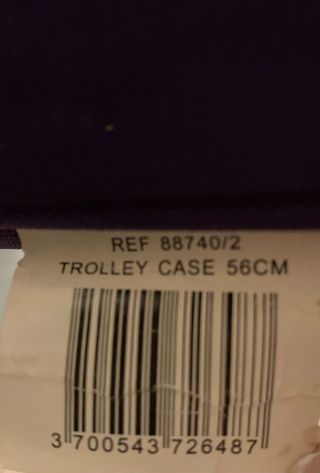 REF 88740/2
TROLLEY CASE 56CM
3 700543 726487